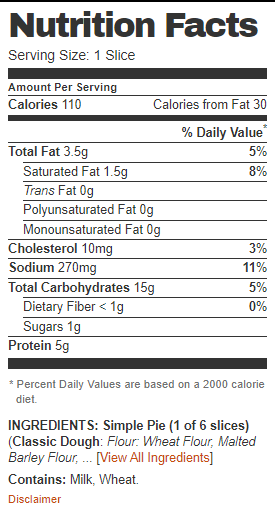 Nutrition Facts
Serving Size: 1 Slice
Amount Per Serving
Calories 110 Calories from Fat 30
% Daily Value*
Total Fat 3.5g 5%
Saturated Fat 1.5g 8%
Trans Fat 0g
Polyunsaturated Fat 0g
Monounsaturated Fat 0g
Cholesterol 10mg 3%
Sodium 270mg 11%
Total Carbohydrates 15g 5%
Dietary Fiber < 1g 0%
Sugars 1g
Protein 5g
* Percent Daily Values are based on a 2000 calorie
diet.
INGREDIENTS: Simple Pie (1 of 6 slices)
(Classic Dough: Flour: Wheat Flour, Malted
Barley Flour, ... [View All Ingredients]
Contains: Milk, Wheat.
Disclaimer